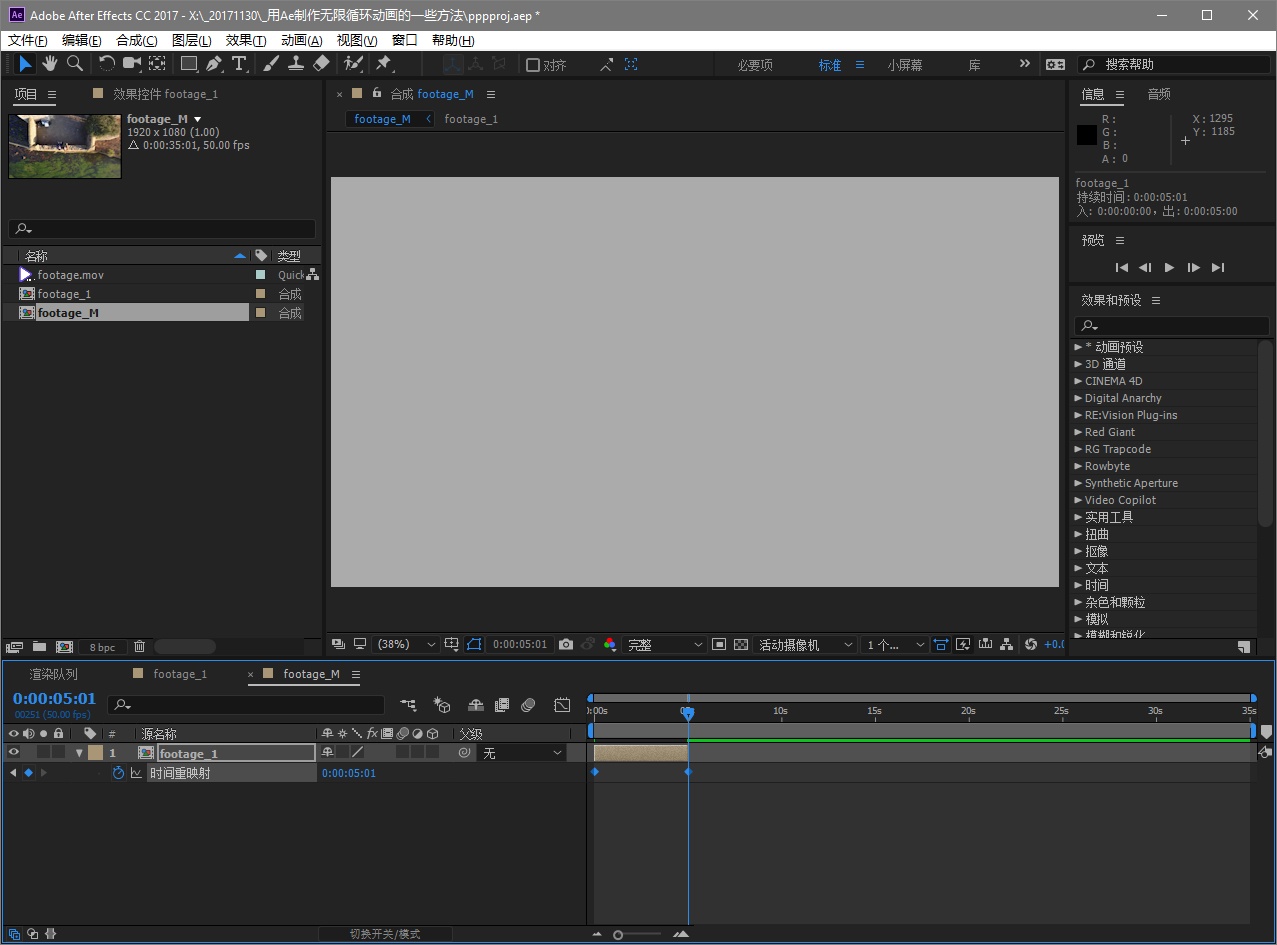 Ae Adobe After Effects CC 2017 - X:\_20171130\_用Ae制作无限循环动画的一些方法\pppproj.aep *
文件(F) 编辑(E) 合成(C) 图层(L) 效果(T) 动画(A) 视图(V) 窗口 帮助(H)
对齐 必要项 标准 小屏幕 库 搜索帮助
项目 效果控件 footage_1
footage_M
1920 x 1080 (1.00)
Δ 0:00:35:01, 50.00 fps
名称 类型
footage.mov Quick
footage_1 合成
footage_M 合成
8 bpc
合成 footage_M
footage_M footage_1
(38%) 0:00:05:01 完整 活动摄像机 1 个... +0.0
信息 音频
R : X : 1295
G : Y : 1185
B :
A : 0
footage_1
持续时间 : 0:00:05:01
入: 0:00:00:00，出 : 0:00:05:00
预览
效果和预设
* 动画预设
3D 通道
CINEMA 4D
Digital Anarchy
RE:Vision Plug-ins
Red Giant
RG Trapcode
Rowbyte
Synthetic Aperture
Video Copilot
实用工具
扭曲
抠像
文本
时间
杂色和颗粒
模拟
模糊和锐化
渲染队列 footage_1 footage_M
0:00:05:01
00251 (50.00 fps)
# 源名称 fx 父级
1 footage_1 无
时间重映射 0:00:05:01
):00s 10s 15s 20s 25s 30s 35s
切换开关/模式